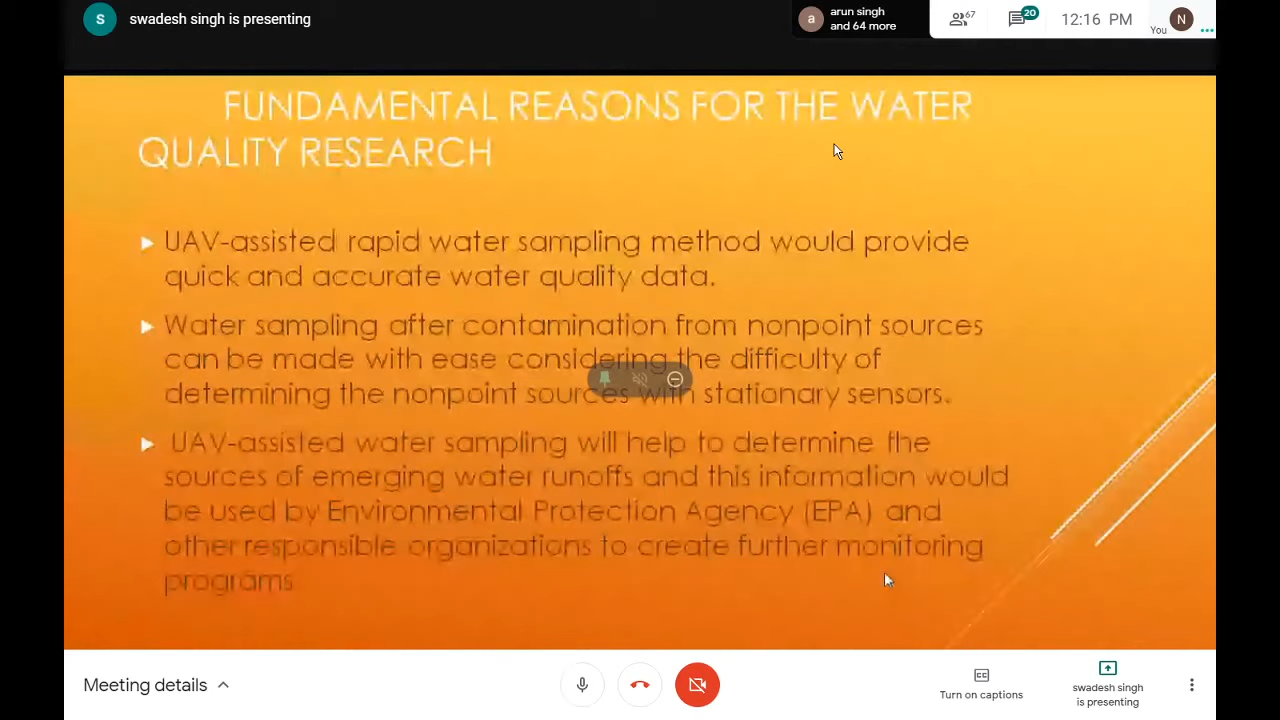 S
swadesh singh is presenting
a
arun singh
and 64 more
67
20
12:16 PM
You
N
FUNDAMENTAL REASONS FOR THE WATER
QUALITY RESEARCH
UAV-assisted rapid water sampling method would provide
quick and accurate water quality data.
Water sampling after contamination from nonpoint sources
can be made with ease considering the difficulty of
determining the nonpoint sources with stationary sensors.
UAV-assisted water sampling will help to determine the
sources of emerging water runoffs and this information would
be used by Environmental Protection Agency (EPA) and
other responsible organizations to create further monitoring
programs
Meeting details
CC
Turn on captions
swadesh singh
is presenting